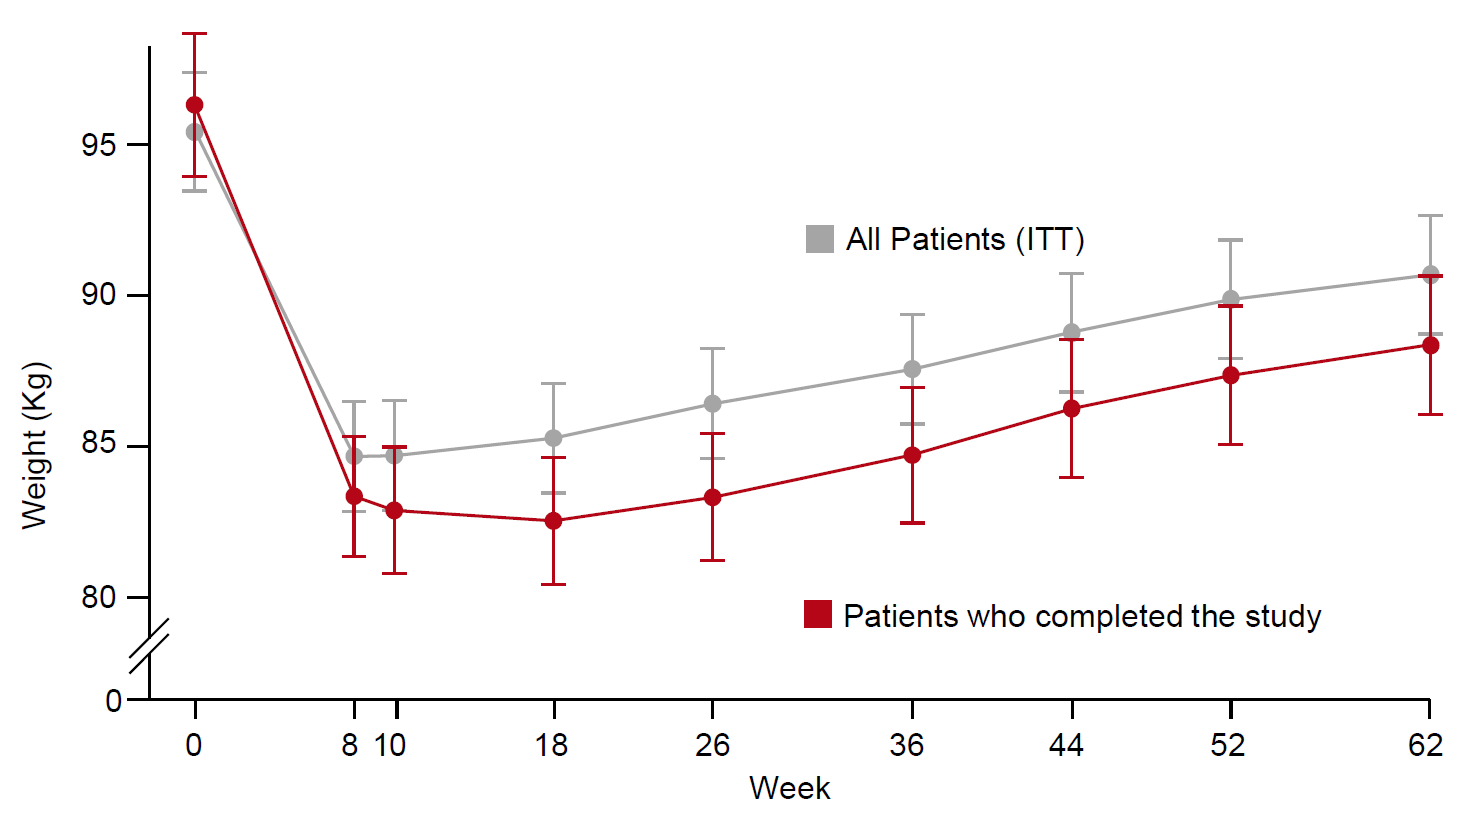 95
All Patients (ITT)
90
Weight (Kg)
85
80
Patients who completed the study
0
0 8 10 18 26 36 44 52 62
Week